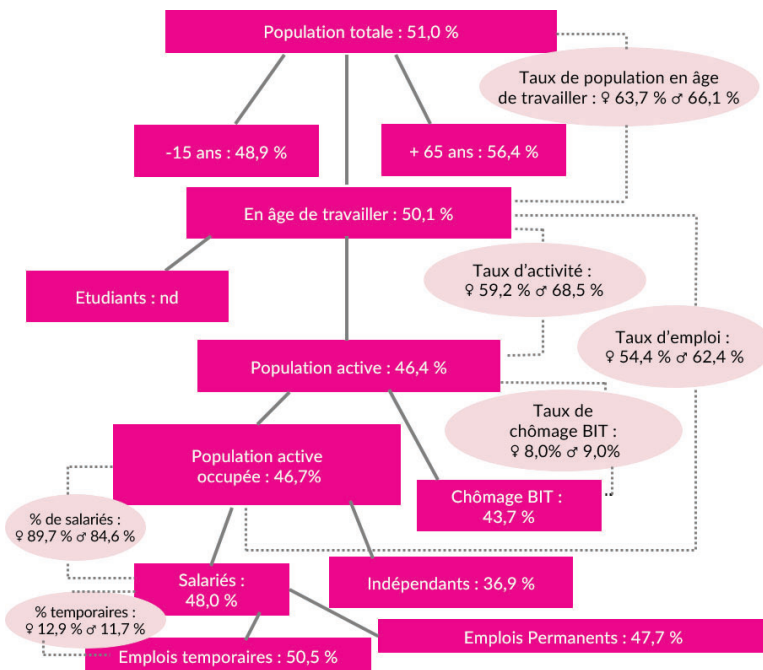 Population totale : 51,0 %
Taux de population en âge
de travailler : ♀ 63,7 % ♂ 66,1 %
-15 ans : 48,9 %
+ 65 ans : 56,4 %
En âge de travailler : 50,1 %
Etudiants : nd
Taux d’activité :
♀ 59,2 % ♂ 68,5 %
Taux d’emploi :
♀ 54,4 % ♂ 62,4 %
Population active : 46,4 %
Taux de
chômage BIT :
♀ 8,0% ♂ 9,0%
Population active
occupée : 46,7%
Chômage BIT :
43,7 %
% de salariés :
♀ 89,7 % ♂ 84,6 %
Salariés :
48,0 %
Indépendants : 36,9 %
% temporaires :
♀ 12,9 % ♂ 11,7 %
Emplois temporaires : 50,5 %
Emplois Permanents : 47,7 %